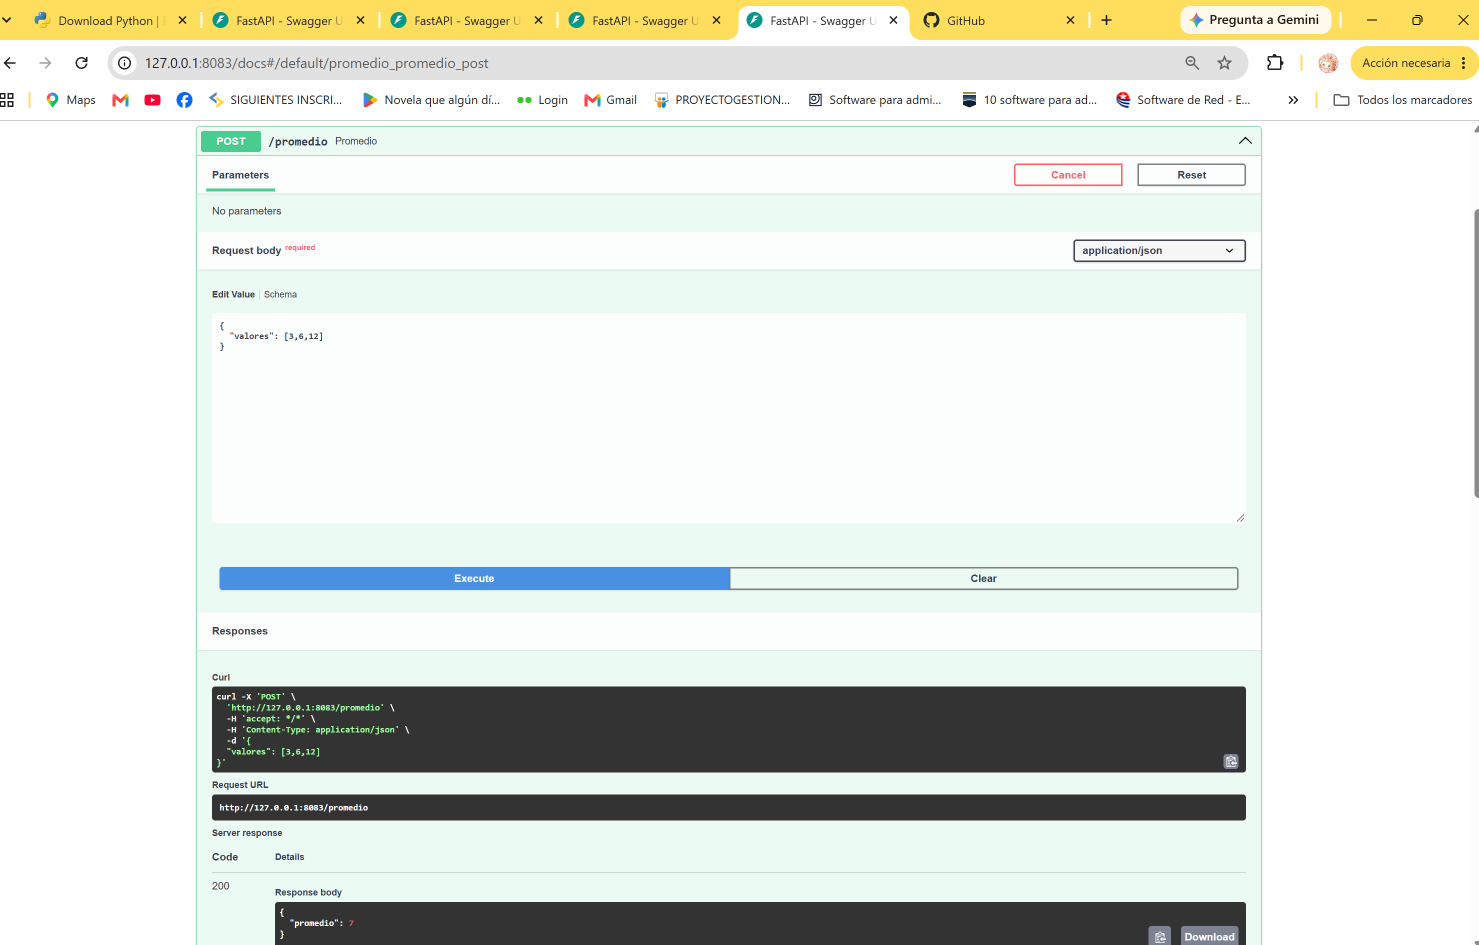 Download Python |
FastAPI - Swagger U
FastAPI - Swagger U
FastAPI - Swagger U
FastAPI - Swagger U
GitHub
Pregunta a Gemini
127.0.0.1:8083/docs#/default/promedio_promedio_post
Acción necesaria
Maps
SIGUIENTES INSCRI...
Novela que algún dí...
Login
Gmail
PROYECTOGESTION...
Software para admi...
10 software para ad...
Software de Red - E...
Todos los marcadores
POST /promedio Promedio
Parameters
Cancel
Reset
No parameters
Request body required
application/json
Edit Value | Schema
{
"valores": [3,6,12]
}
Execute
Clear
Responses
Curl
curl -X 'POST' \
'http://127.0.0.1:8083/promedio' \
-H 'accept: */*' \
-H 'Content-Type: application/json' \
-d '{
"valores": [3,6,12]
}'
Request URL
http://127.0.0.1:8083/promedio
Server response
Code Details
200
Response body
{
"promedio": 7
}
Download